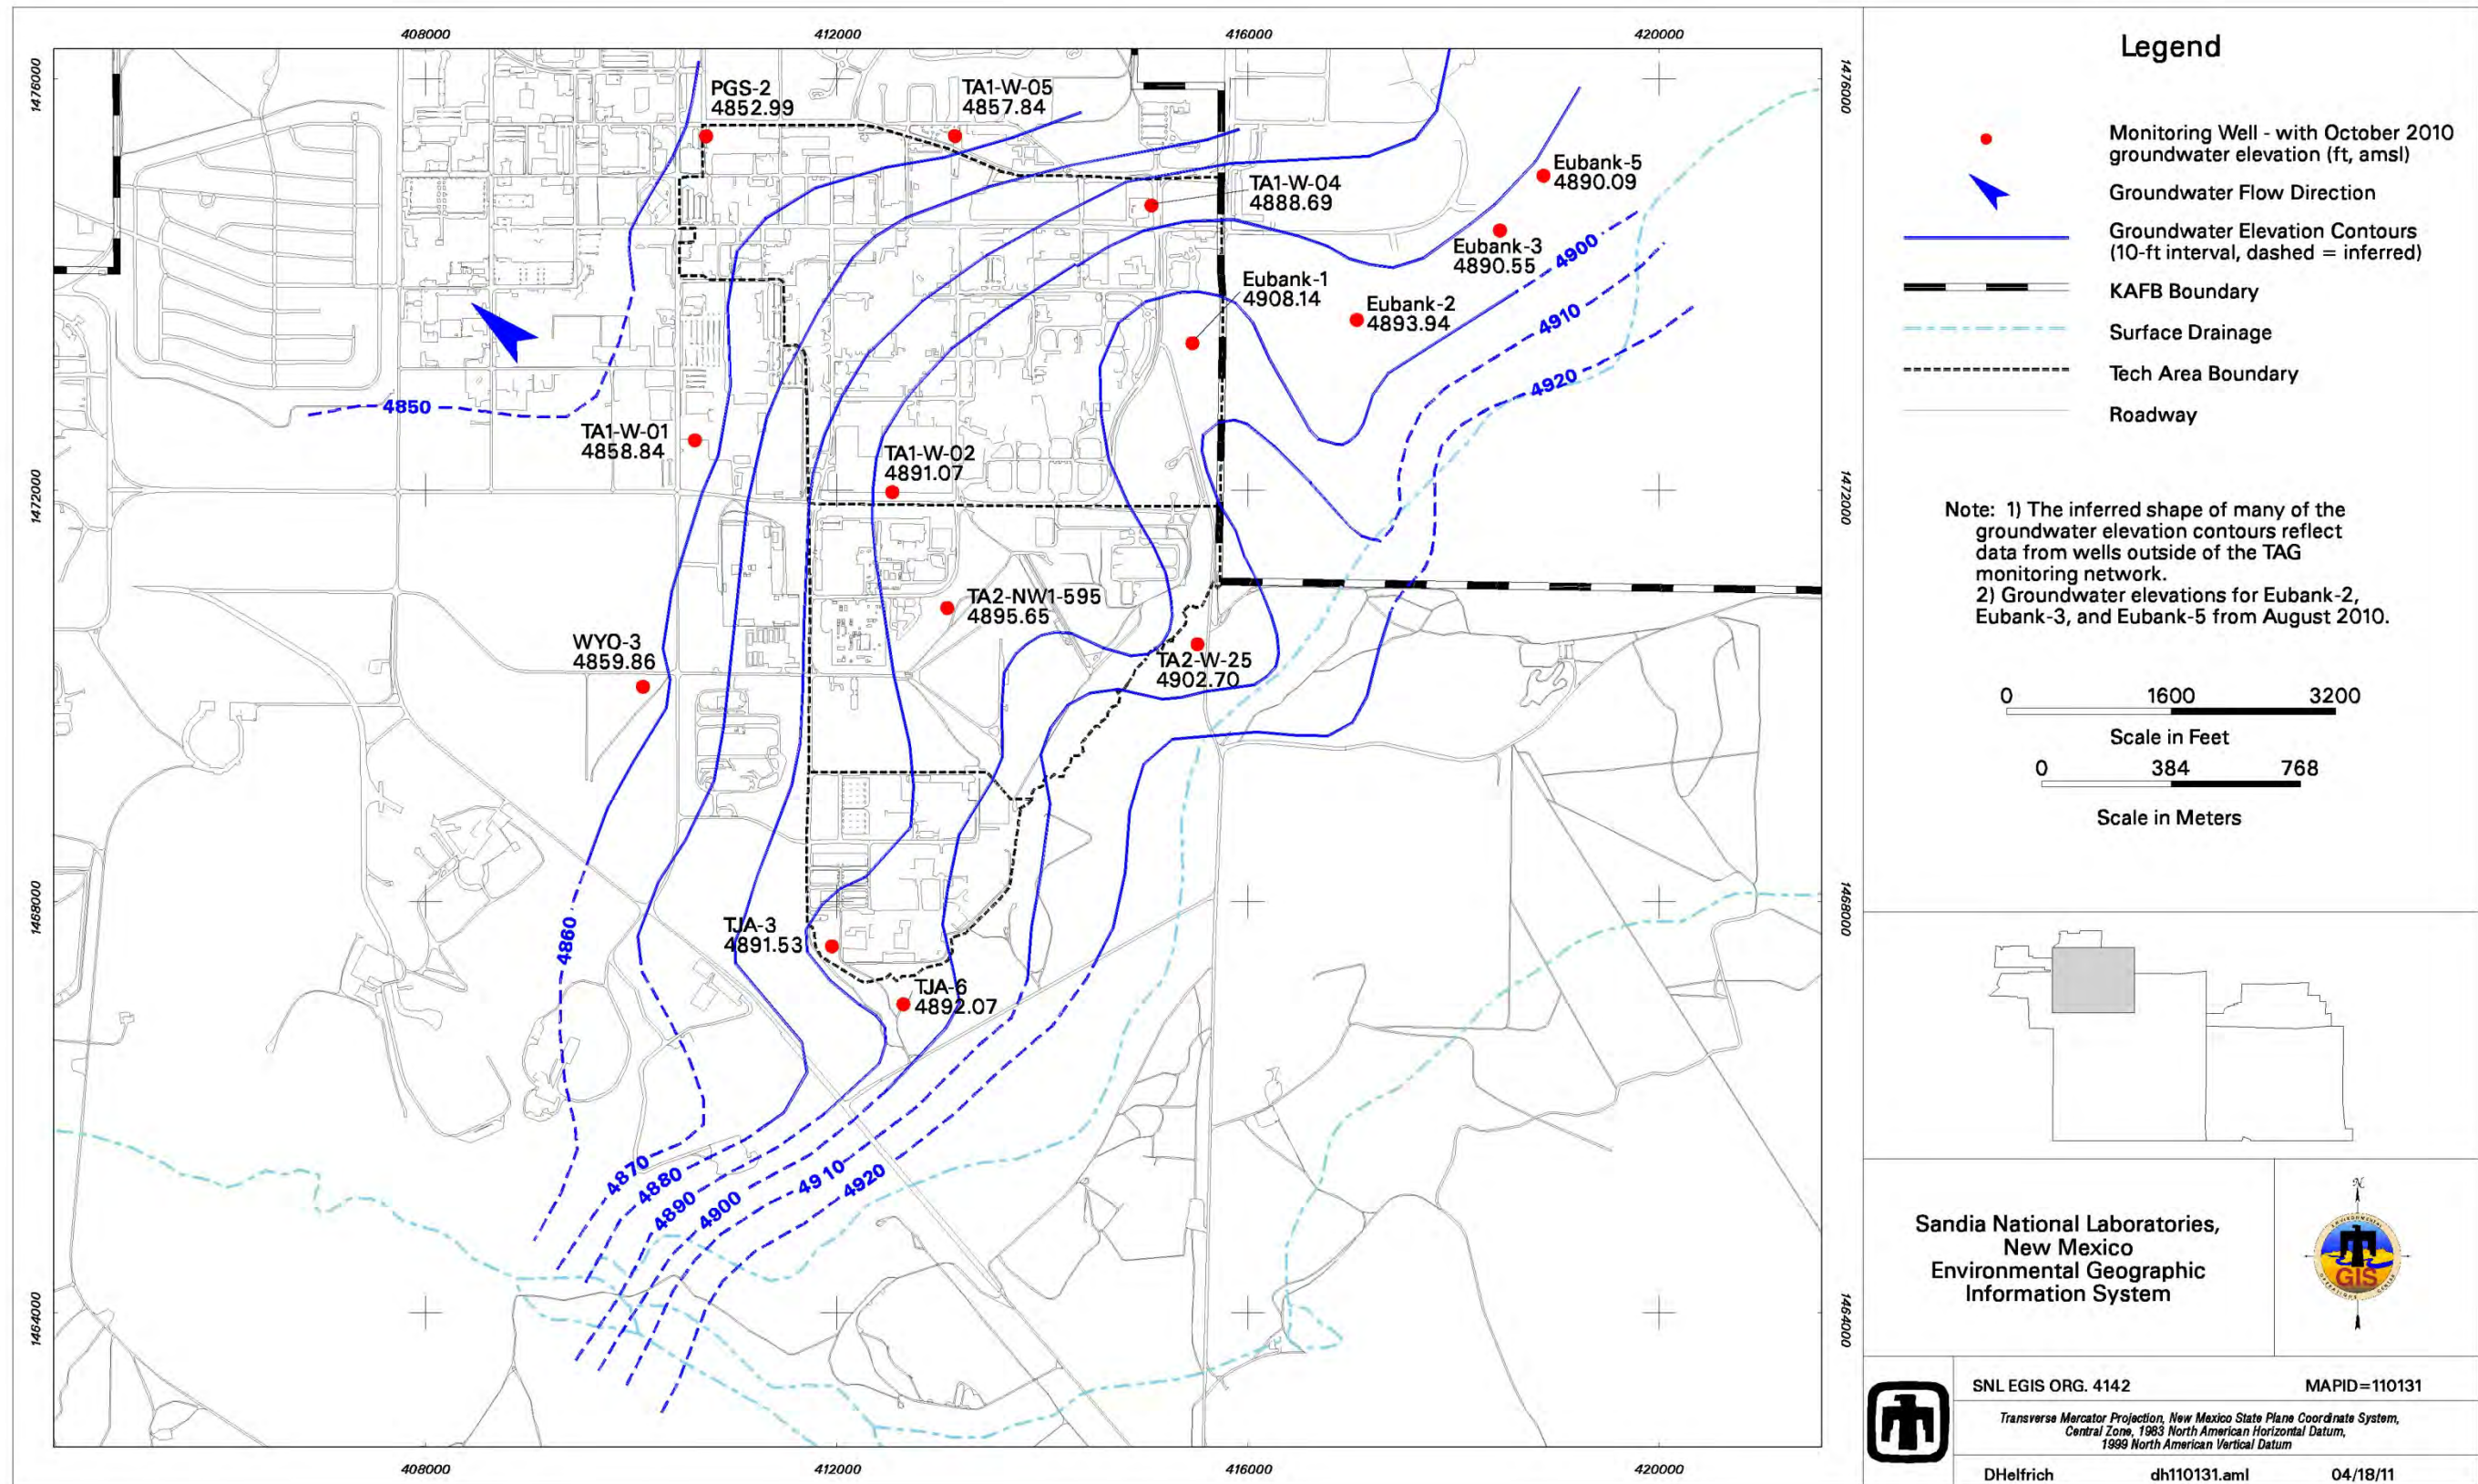 408000
412000
416000
420000
1476000
1472000
1468000
1464000
PGS-2
4852.99
TA1-W-05
4857.84
TA1-W-04
4888.69
Eubank-5
4890.09
Eubank-3
4890.55
4900
Eubank-1
4908.14
Eubank-2
4893.94
4910
4920
4850
TA1-W-01
4858.84
TA1-W-02
4891.07
TA2-NW1-595
4895.65
WYO-3
4859.86
TA2-W-25
4902.70
4860
TJA-3
4891.53
TJA-6
4892.07
4870
4880
4890
4900
4910
4920
1476000
1472000
1468000
1464000
408000
412000
416000
420000
Legend
Monitoring Well - with October 2010
groundwater elevation (ft, amsl)
Groundwater Flow Direction
Groundwater Elevation Contours
(10-ft interval, dashed = inferred)
KAFB Boundary
Surface Drainage
Tech Area Boundary
Roadway
Note: 1) The inferred shape of many of the
groundwater elevation contours reflect
data from wells outside of the TAG
monitoring network.
2) Groundwater elevations for Eubank-2,
Eubank-3, and Eubank-5 from August 2010.
0 1600 3200
Scale in Feet
0 384 768
Scale in Meters
Sandia National Laboratories,
New Mexico
Environmental Geographic
Information System
N
GIS
SNL EGIS ORG. 4142 MAPID=110131
Transverse Mercator Projection, New Mexico State Plane Coordinate System,
Central Zone, 1983 North American Horizontal Datum,
1999 North American Vertical Datum
DHelfrich dh110131.aml 04/18/11